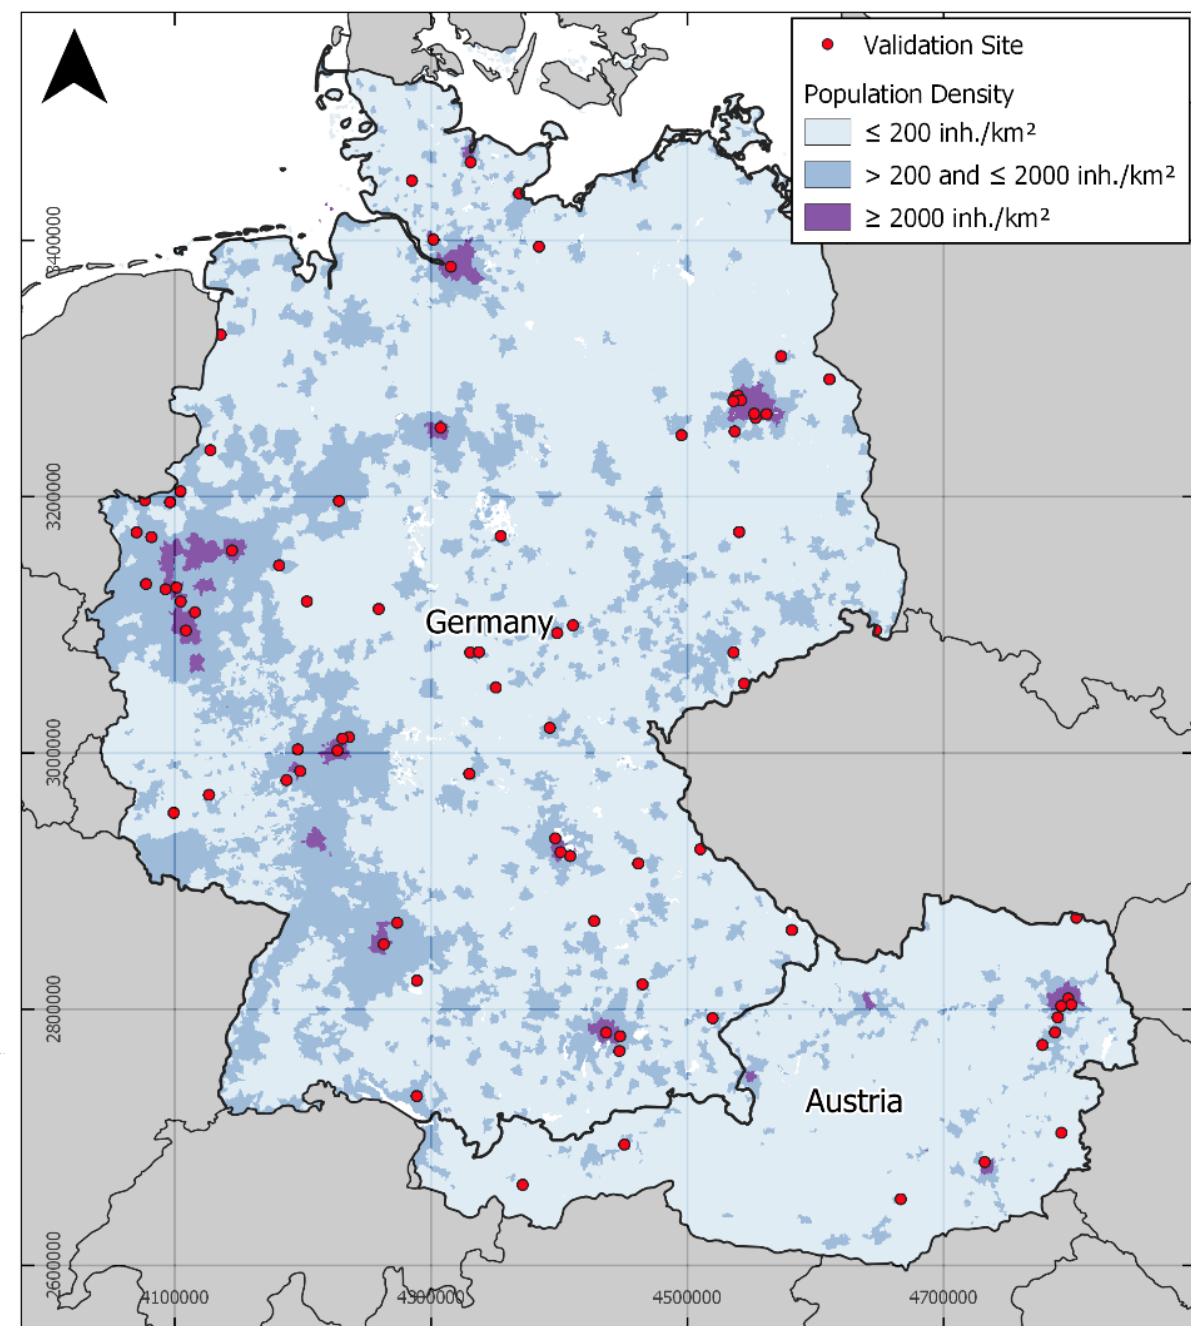 Validation Site
Population Density
≤ 200 inh./km²
> 200 and ≤ 2000 inh./km²
≥ 2000 inh./km²
3400000
3200000
Germany
3000000
2800000
Austria
2600000
4100000
4300000
4500000
4700000